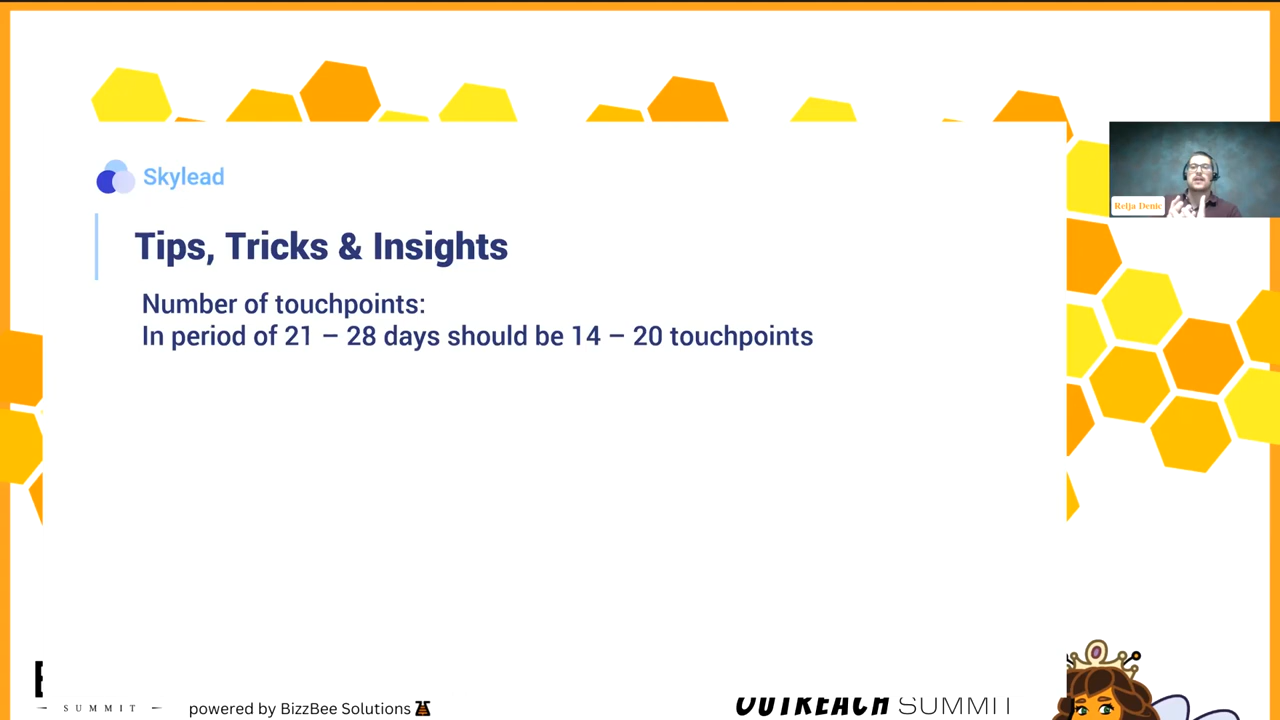 Skylead
Tips, Tricks & Insights
Number of touchpoints:
In period of 21 – 28 days should be 14 – 20 touchpoints
Relja Denic
SUMMIT
powered by BizzBee Solutions
OUTREACH SUMMIT